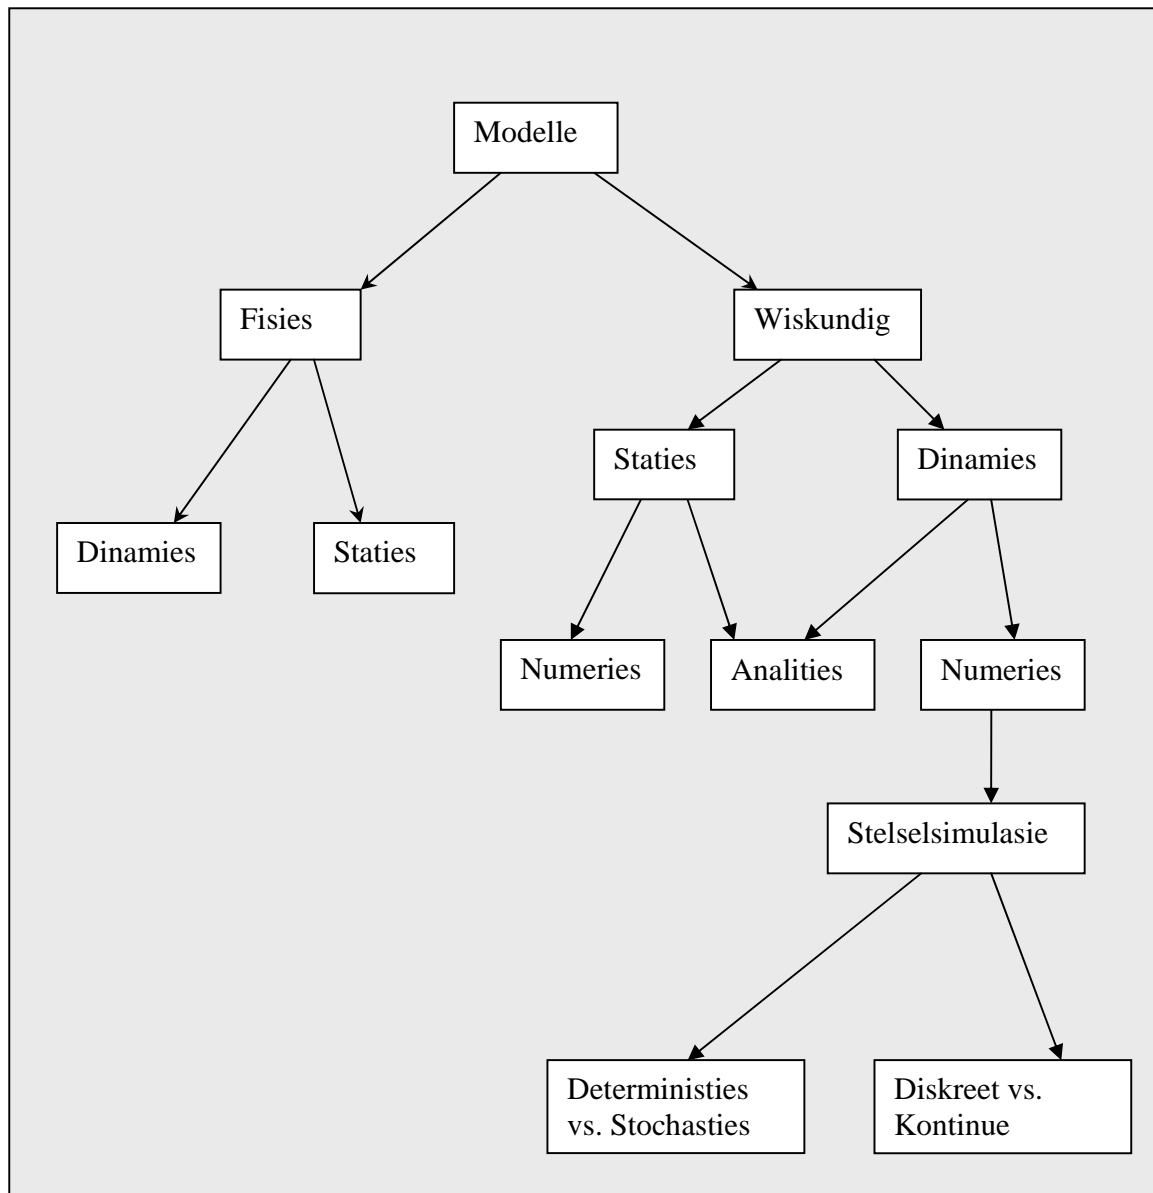 Modelle
Fisies
Wiskundig
Staties
Dinamies
Dinamies
Staties
Numeries
Analities
Numeries
Stelselsimulasie
Deterministies
vs. Stochasties
Diskreet vs.
Kontinue